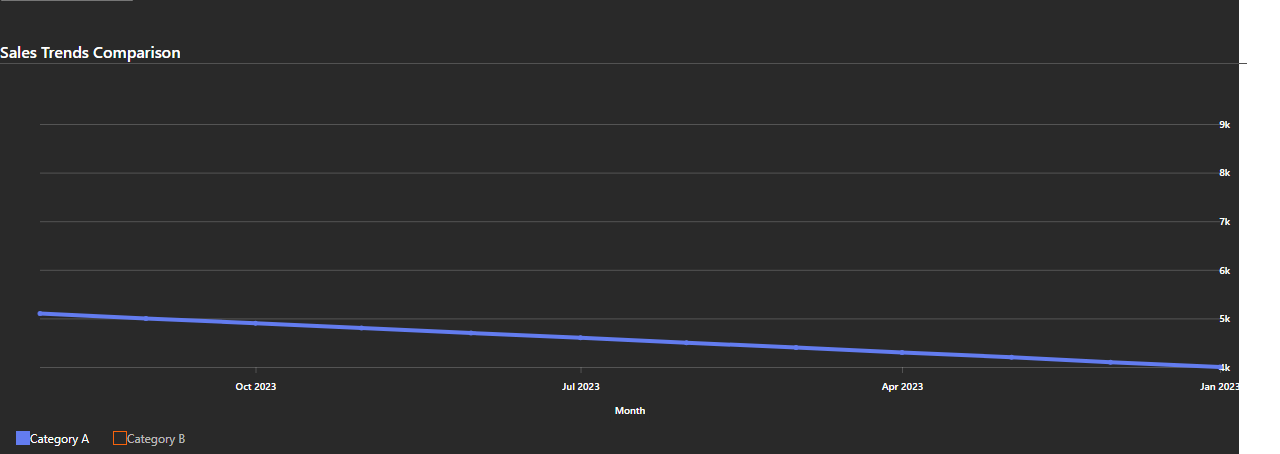 Sales Trends Comparison
9k
8k
7k
6k
5k
4k
Oct 2023 Jul 2023 Apr 2023 Jan 2023
Month
Category A Category B